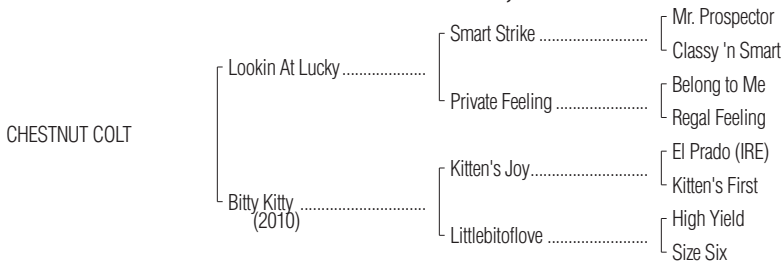 Mr. Prospector
Smart Strike ....................
Classy 'n Smart
Lookin At Lucky ....................
Belong to Me
Private Feeling ....................
Regal Feeling
CHESTNUT COLT
El Prado (IRE)
Kitten's Joy ....................
Kitten's First
Bitty Kitty ....................
(2010)
High Yield
Littlebitoflove ....................
Size Six